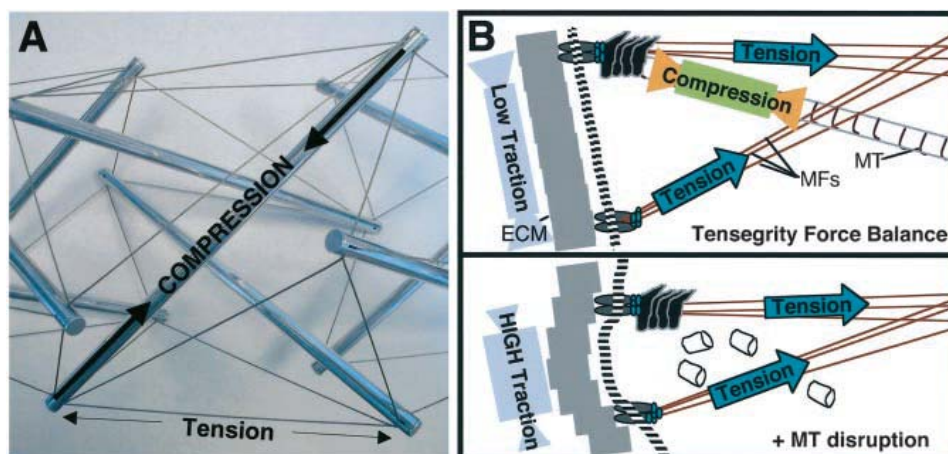 A
COMPRESSION
Tension
B
Tension
Compression
Low Traction
MT
Tension
MFs
ECM
Tensegrity Force Balance
Tension
HIGH Traction
Tension
+ MT disruption